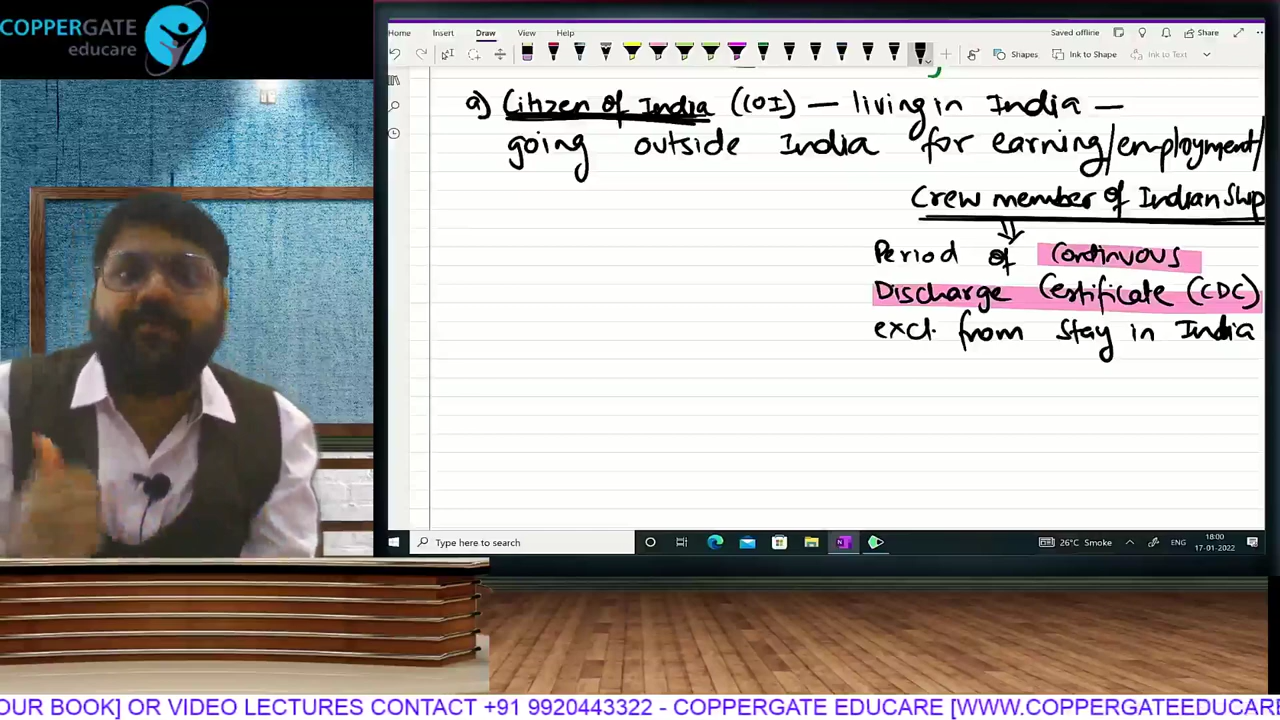 COPPERGATE
educare
Home Insert Draw View Help
Saved offline Share
Shapes Ink to Shape Ink to Text
a) Citizen of India (COI) — living in India —
going outside India for earning/employment/
Crew member of Indian Ship
Period of Continuous
Discharge Certificate (CDC)
excl. from stay in India
Type here to search
26°C Smoke ENG 18:00
17-01-2022
OUR BOOK] OR VIDEO LECTURES CONTACT +91 9920443322 - COPPERGATE EDUCARE [WWW.COPPERGATEEDUCARE